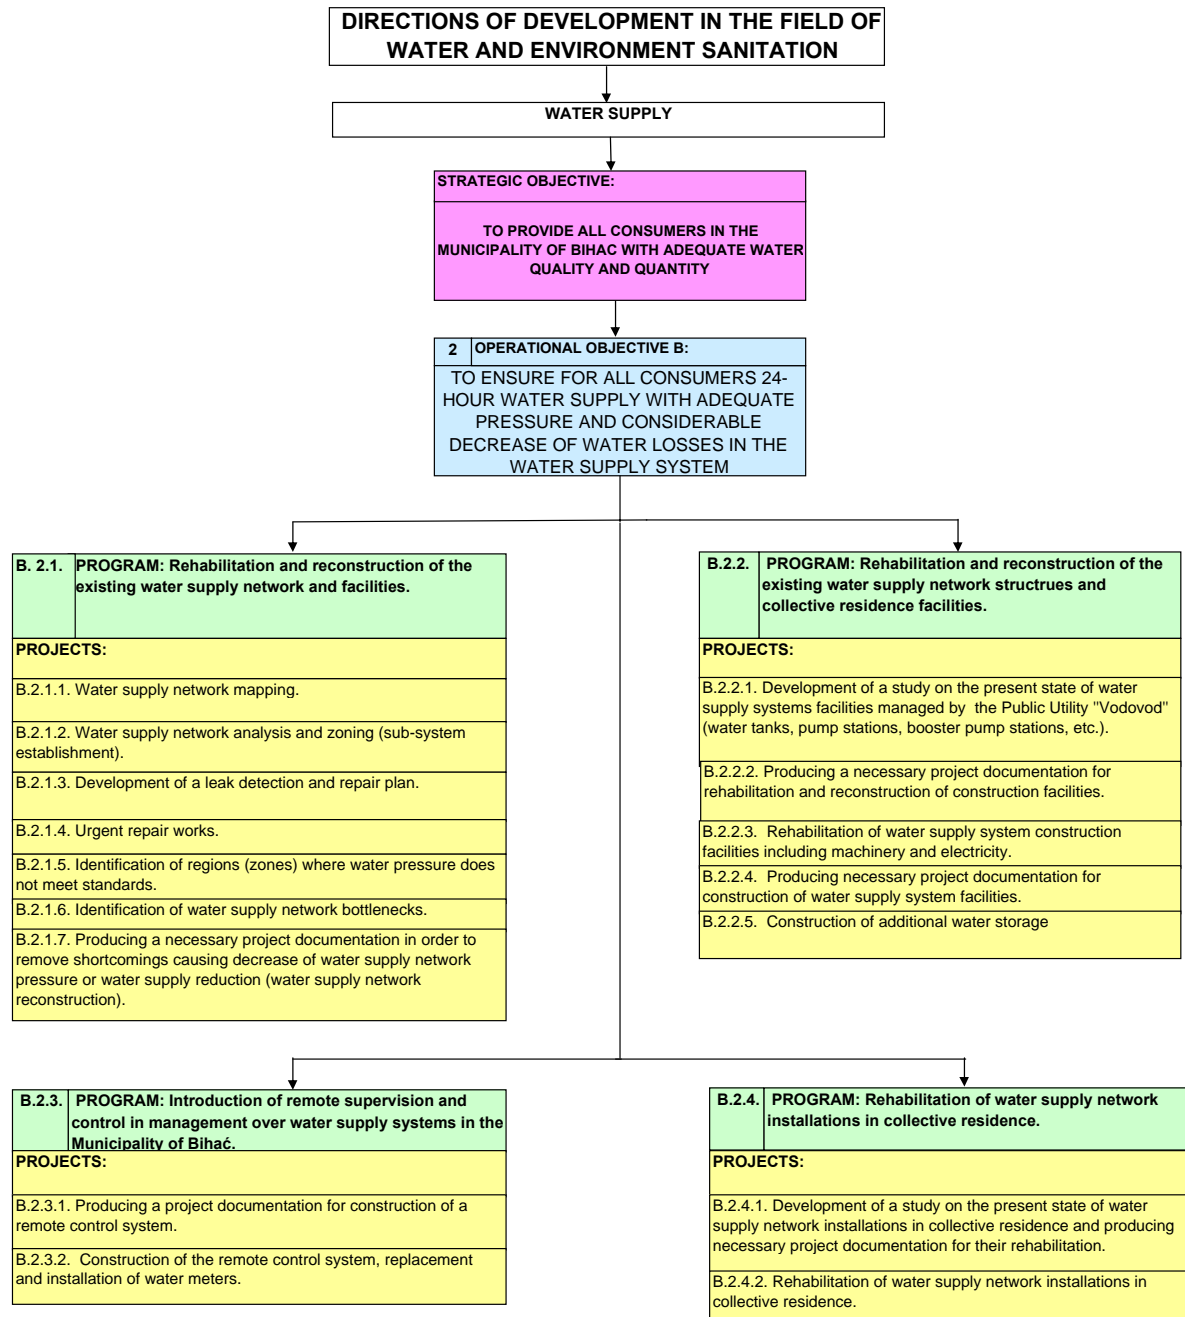 DIRECTIONS OF DEVELOPMENT IN THE FIELD OF
WATER AND ENVIRONMENT SANITATION
WATER SUPPLY
STRATEGIC OBJECTIVE:
TO PROVIDE ALL CONSUMERS IN THE
MUNICIPALITY OF BIHAC WITH ADEQUATE WATER
QUALITY AND QUANTITY
2 OPERATIONAL OBJECTIVE B:
TO ENSURE FOR ALL CONSUMERS 24-
HOUR WATER SUPPLY WITH ADEQUATE
PRESSURE AND CONSIDERABLE
DECREASE OF WATER LOSSES IN THE
WATER SUPPLY SYSTEM
B. 2.1. PROGRAM: Rehabilitation and reconstruction of the
existing water supply network and facilities.
PROJECTS:
B.2.1.1. Water supply network mapping.
B.2.1.2. Water supply network analysis and zoning (sub-system
establishment).
B.2.1.3. Development of a leak detection and repair plan.
B.2.1.4. Urgent repair works.
B.2.1.5. Identification of regions (zones) where water pressure does
not meet standards.
B.2.1.6. Identification of water supply network bottlenecks.
B.2.1.7. Producing a necessary project documentation in order to
remove shortcomings causing decrease of water supply network
pressure or water supply reduction (water supply network
reconstruction).
B.2.2. PROGRAM: Rehabilitation and reconstruction of the
existing water supply network structrues and
collective residence facilities.
PROJECTS:
B.2.2.1. Development of a study on the present state of water
supply systems facilities managed by the Public Utility "Vodovod"
(water tanks, pump stations, booster pump stations, etc.).
B.2.2.2. Producing a necessary project documentation for
rehabilitation and reconstruction of construction facilities.
B.2.2.3. Rehabilitation of water supply system construction
facilities including machinery and electricity.
B.2.2.4. Producing necessary project documentation for
construction of water supply system facilities.
B.2.2.5. Construction of additional water storage
B.2.3. PROGRAM: Introduction of remote supervision and
control in management over water supply systems in the
Municipality of Bihać.
PROJECTS:
B.2.3.1. Producing a project documentation for construction of a
remote control system.
B.2.3.2. Construction of the remote control system, replacement
and installation of water meters.
B.2.4. PROGRAM: Rehabilitation of water supply network
installations in collective residence.
PROJECTS:
B.2.4.1. Development of a study on the present state of water
supply network installations in collective residence and producing
necessary project documentation for their rehabilitation.
B.2.4.2. Rehabilitation of water supply network installations in
collective residence.